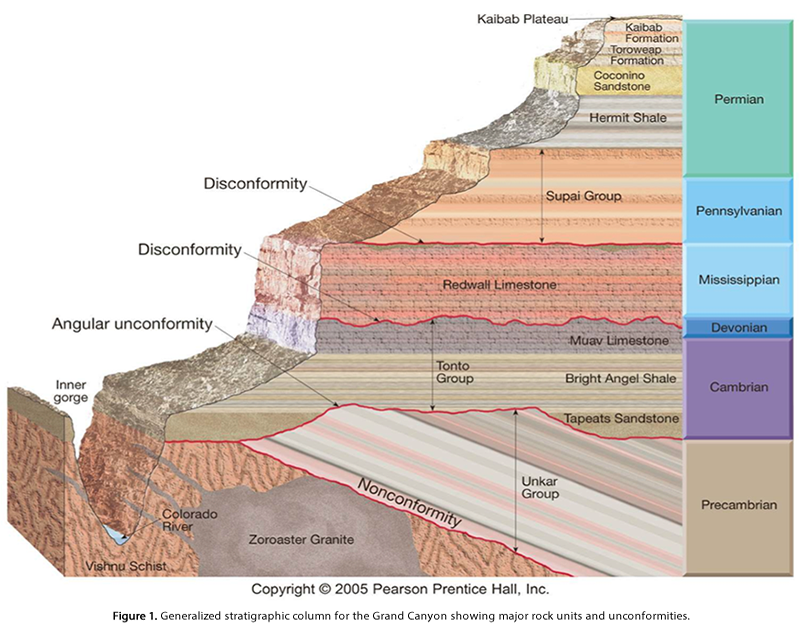 Kaibab Plateau
Kaibab
Formation
Toroweap
Formation
Coconino
Sandstone
Permian
Hermit Shale
Disconformity
Supai Group
Pennsylvanian
Disconformity
Redwall Limestone
Mississippian
Angular unconformity
Devonian
Muav Limestone
Tonto
Group
Bright Angel Shale
Cambrian
Inner
gorge
Tapeats Sandstone
Unkar
Group
Nonconformity
Precambrian
Colorado
River
Zoroaster Granite
Vishnu Schist
Copyright © 2005 Pearson Prentice Hall, Inc.
Figure 1. Generalized stratigraphic column for the Grand Canyon showing major rock units and unconformities.